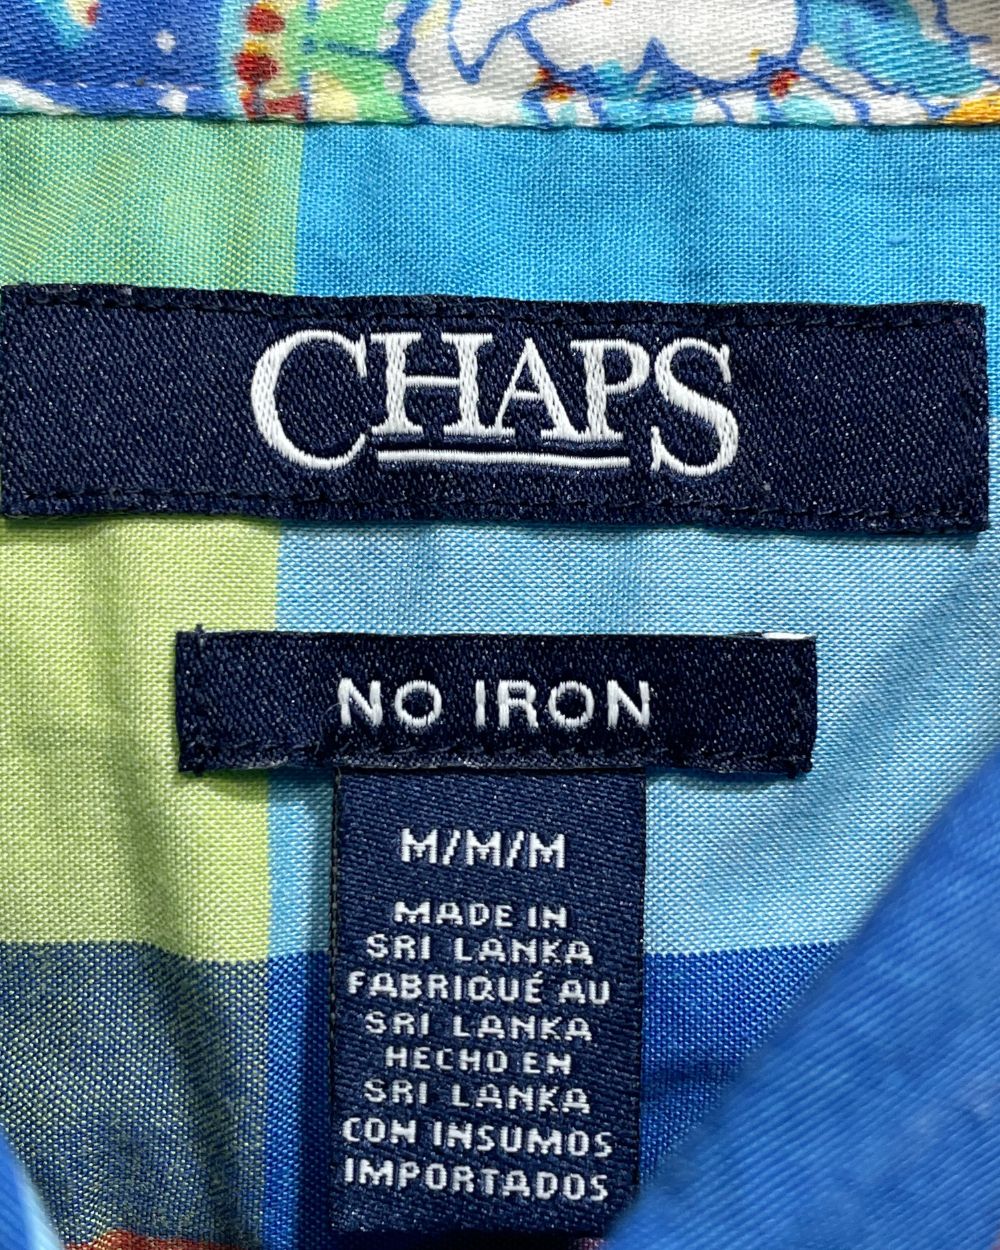 CHAPS
NO IRON
M/M/M
MADE IN
SRI LANKA
FABRIQUÉ AU
SRI LANKA
HECHO EN
SRI LANKA
CON INSUMOS
IMPORTADOS